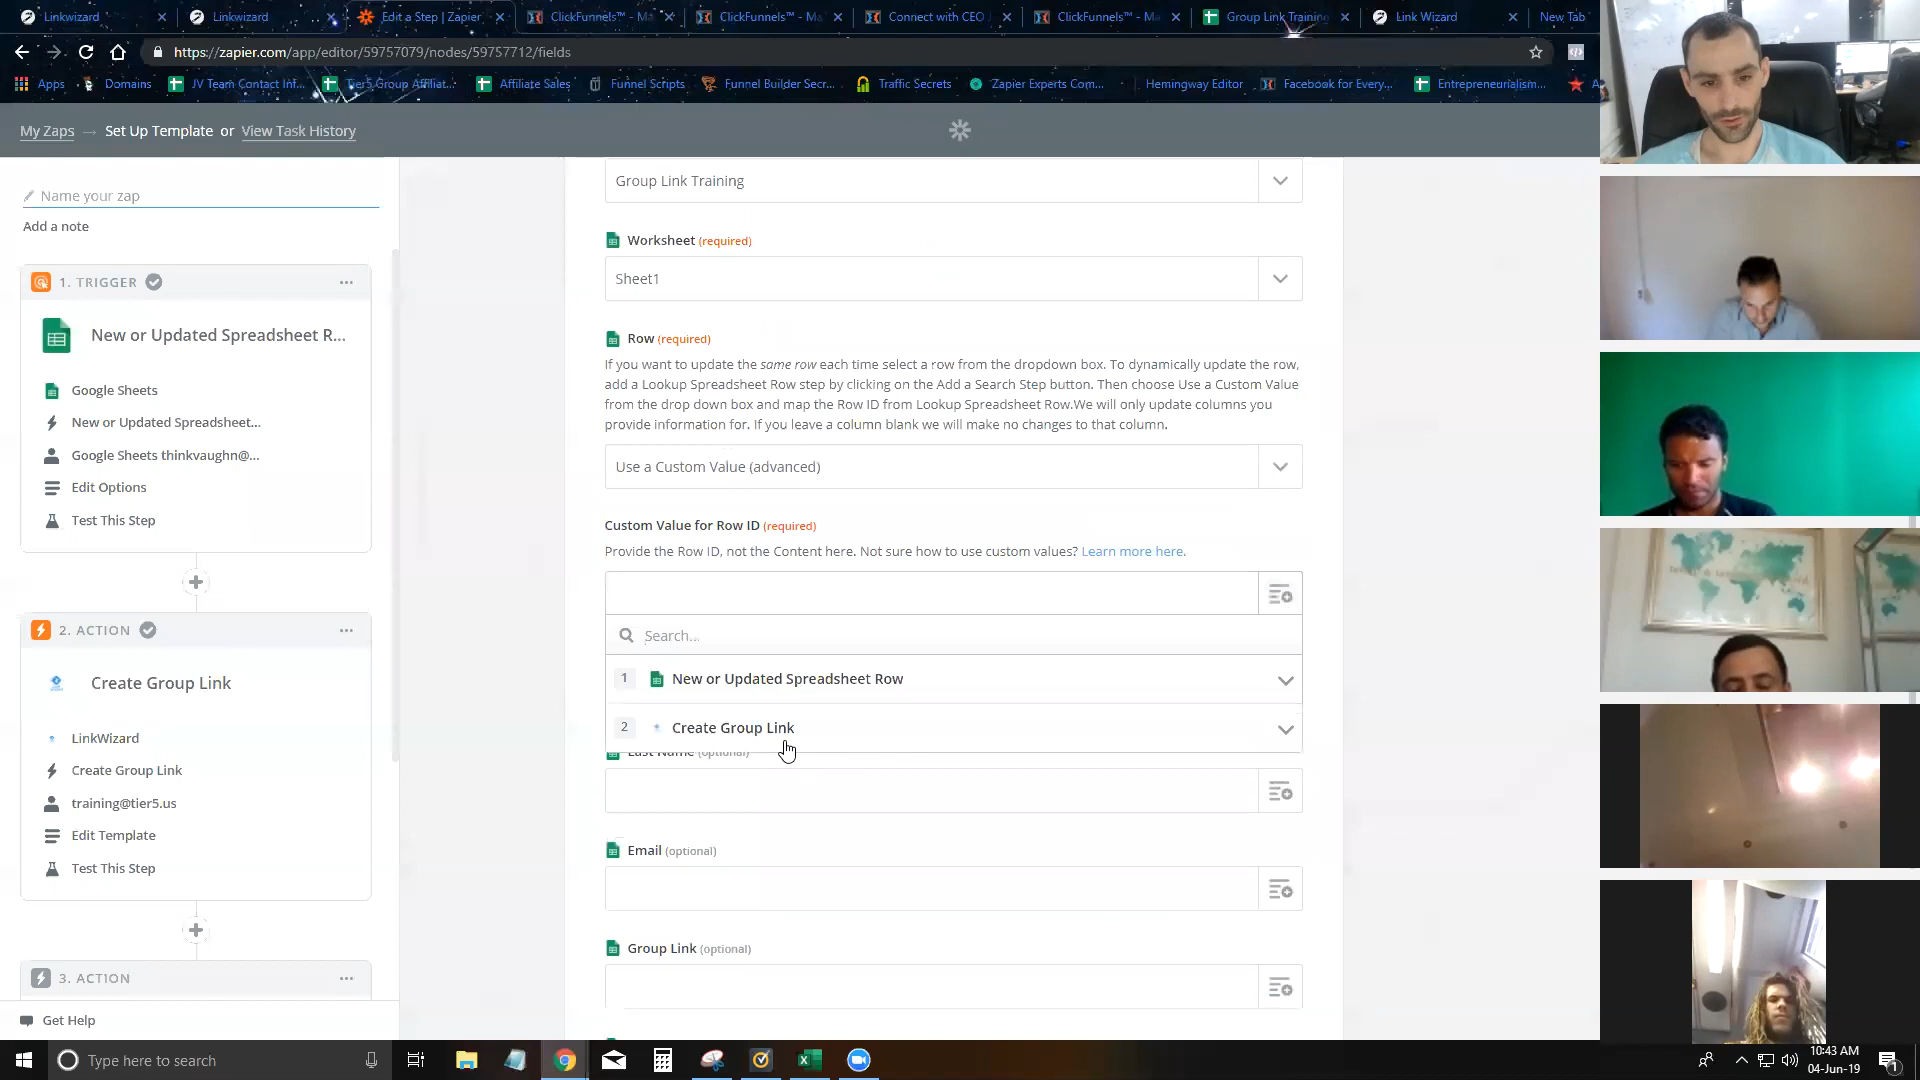 Linkwizard
Linkwizard
Edit a Step | Zapier
ClickFunnels™ - Ma
ClickFunnels™ - Ma
Connect with CEO J
ClickFunnels™ - Ma
Group Link Training
Link Wizard
New Tab
https://zapier.com/app/editor/59757079/nodes/59757712/fields
Apps
Domains
JV Team Contact Inf...
Tier5 Group Affiliat...
Affiliate Sales
Funnel Scripts
Funnel Builder Secr...
Traffic Secrets
Zapier Experts Com...
Hemingway Editor
Facebook for Every...
Entrepreneurialism...
My Zaps → Set Up Template or View Task History
Name your zap
Add a note
1. TRIGGER
New or Updated Spreadsheet R...
Google Sheets
New or Updated Spreadsheet...
Google Sheets thinkvaughn@...
Edit Options
Test This Step
2. ACTION
Create Group Link
LinkWizard
Create Group Link
training@tier5.us
Edit Template
Test This Step
3. ACTION
Get Help
Group Link Training
Worksheet (required)
Sheet1
Row (required)
If you want to update the same row each time select a row from the dropdown box. To dynamically update the row,
add a Lookup Spreadsheet Row step by clicking on the Add a Search Step button. Then choose Use a Custom Value
from the drop down box and map the Row ID from Lookup Spreadsheet Row.We will only update columns you
provide information for. If you leave a column blank we will make no changes to that column.
Use a Custom Value (advanced)
Custom Value for Row ID (required)
Provide the Row ID, not the Content here. Not sure how to use custom values? Learn more here.
Search...
1 New or Updated Spreadsheet Row
2 Create Group Link
Last Name (optional)
Email (optional)
Group Link (optional)
Type here to search
10:43 AM
04-Jun-19
1